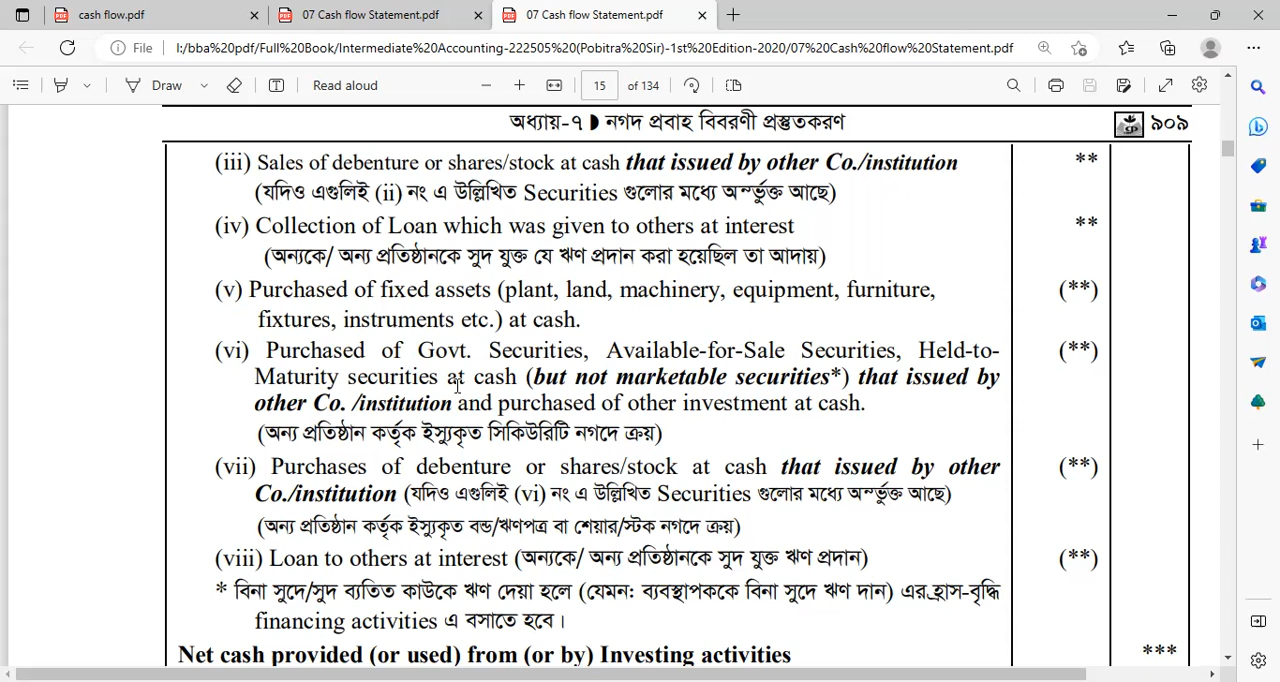 cash flow.pdf
07 Cash flow Statement.pdf
07 Cash flow Statement.pdf
File
I:/bba%20pdf/Full%20Book/Intermediate%20Accounting-222505%20(Pobitra%20Sir)-1st%20Edition-2020/07%20Cash%20flow%20Statement.pdf
Draw
Read aloud
15 of 134
অধ্যায়-৭ ◗ নগদ প্রবাহ বিবরণী প্রস্তুতকরণ
৯০৯
(iii) Sales of debenture or shares/stock at cash that issued by other Co./institution **
(যদিও এগুলিই (ii) নং এ উল্লিখিত Securities গুলোর মধ্যে অর্ন্তভুক্ত আছে)
(iv) Collection of Loan which was given to others at interest **
(অন্যকে/ অন্য প্রতিষ্ঠানকে সুদ যুক্ত যে ঋণ প্রদান করা হয়েছিল তা আদায়)
(v) Purchased of fixed assets (plant, land, machinery, equipment, furniture, (**)
fixtures, instruments etc.) at cash.
(vi) Purchased of Govt. Securities, Available-for-Sale Securities, Held-to- (**)
Maturity securities at cash (but not marketable securities*) that issued by
other Co. /institution and purchased of other investment at cash.
(অন্য প্রতিষ্ঠান কর্তৃক ইস্যুকৃত সিকিউরিটি নগদে ক্রয়)
(vii) Purchases of debenture or shares/stock at cash that issued by other (**)
Co./institution (যদিও এগুলিই (vi) নং এ উল্লিখিত Securities গুলোর মধ্যে অর্ন্তভুক্ত আছে)
(অন্য প্রতিষ্ঠান কর্তৃক ইস্যুকৃত বন্ড/ঋণপত্র বা শেয়ার/স্টক নগদে ক্রয়)
(viii) Loan to others at interest (অন্যকে/ অন্য প্রতিষ্ঠানকে সুদ যুক্ত ঋণ প্রদান) (**)
* বিনা সুদে/সুদ ব্যতিত কাউকে ঋণ দেয়া হলে (যেমন: ব্যবস্থাপককে বিনা সুদে ঋণ দান) এর হ্রাস-বৃদ্ধি
financing activities এ বসাতে হবে।
Net cash provided (or used) from (or by) Investing activities ***